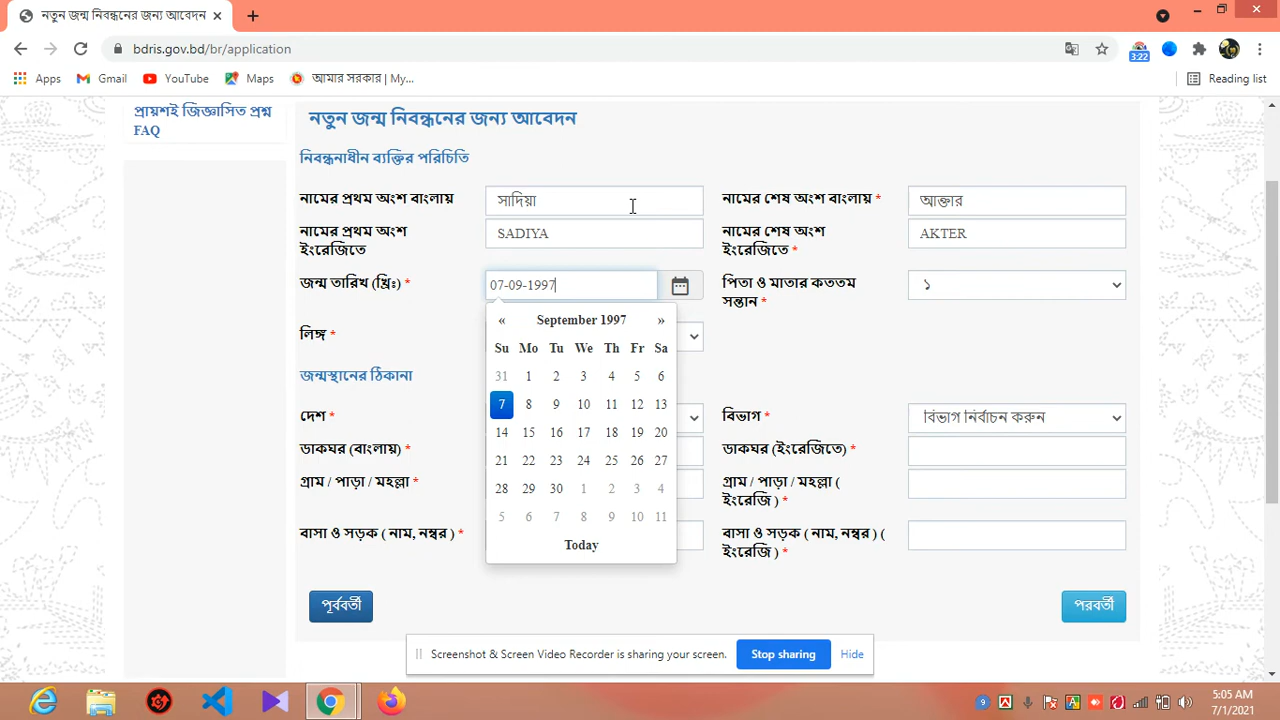 নতুন জন্ম নিবন্ধনের জন্য আবেদন
bdris.gov.bd/br/application
3:22
Apps Gmail YouTube Maps আমার সরকার | My... Reading list
প্রায়শই জিজ্ঞাসিত প্রশ্ন
FAQ
নতুন জন্ম নিবন্ধনের জন্য আবেদন
নিবন্ধনাধীন ব্যক্তির পরিচিতি
নামের প্রথম অংশ বাংলায় সাদিয়া নামের শেষ অংশ বাংলায় * আক্তার
নামের প্রথম অংশ
ইংরেজিতে SADIYA নামের শেষ অংশ
ইংরেজিতে * AKTER
জন্ম তারিখ (খ্রিঃ) * 07-09-1997 পিতা ও মাতার কততম
সন্তান * ১
লিঙ্গ *
« September 1997 »
Su Mo Tu We Th Fr Sa
31 1 2 3 4 5 6
7 8 9 10 11 12 13
14 15 16 17 18 19 20
21 22 23 24 25 26 27
28 29 30 1 2 3 4
5 6 7 8 9 10 11
Today
জন্মস্থানের ঠিকানা
দেশ * বিভাগ * বিভাগ নির্বাচন করুন
ডাকঘর (বাংলায়) * ডাকঘর (ইংরেজিতে) *
গ্রাম / পাড়া / মহল্লা * গ্রাম / পাড়া / মহল্লা (
ইংরেজি ) *
বাসা ও সড়ক ( নাম, নম্বর ) * বাসা ও সড়ক ( নাম, নম্বর ) (
ইংরেজি ) *
পূর্ববর্তী পরবর্তী
Screenshot & Screen Video Recorder is sharing your screen. Stop sharing Hide
5:05 AM
7/1/2021